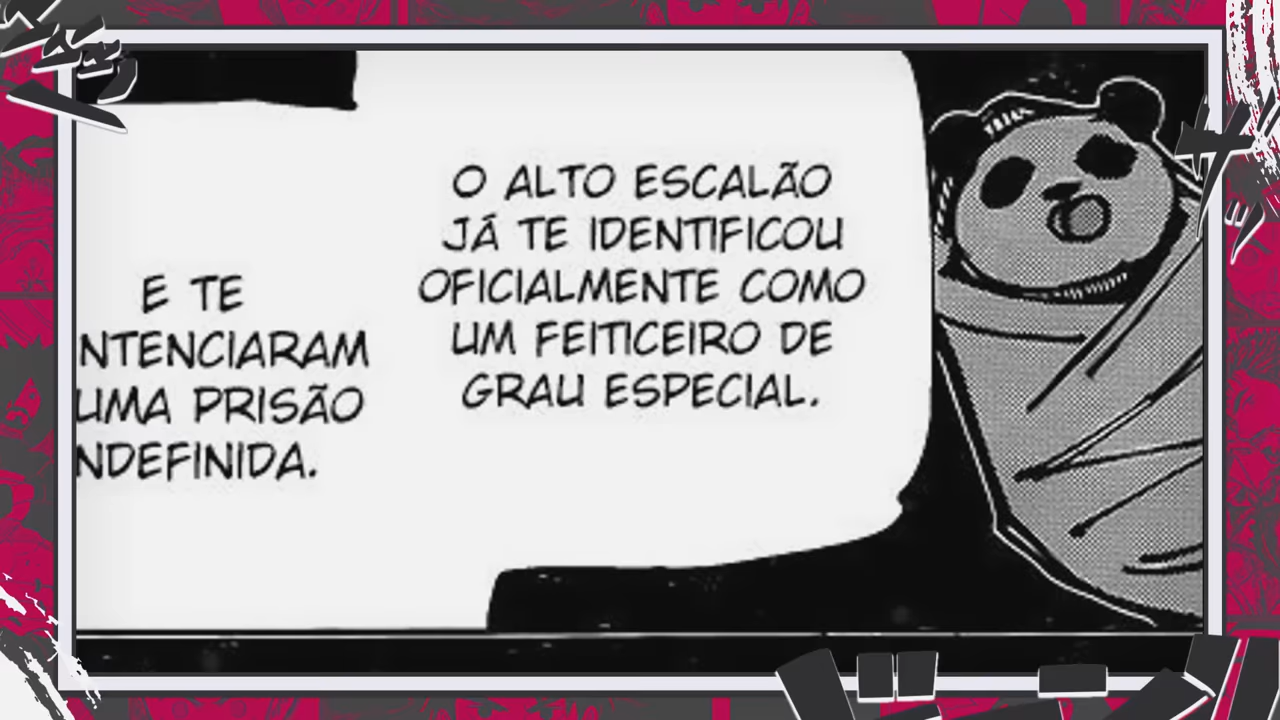 O ALTO ESCALÃO
JÁ TE IDENTIFICOU
OFICIALMENTE COMO
UM FEITICEIRO DE
GRAU ESPECIAL.
E TE
NTENCIARAM
UMA PRISÃO
NDEFINIDA.